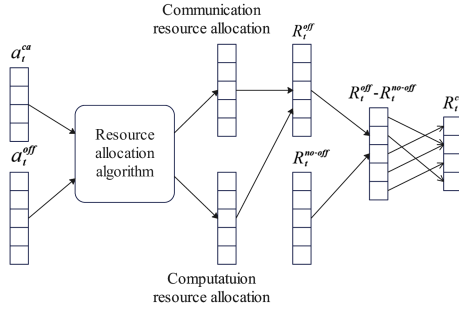 Communication
resource allocation
a_t^ca
R_t^off
R_t^off - R_t^no-off
Resource
allocation
algorithm
a_t^off
R_t^no-off
Computatuion
resource allocation